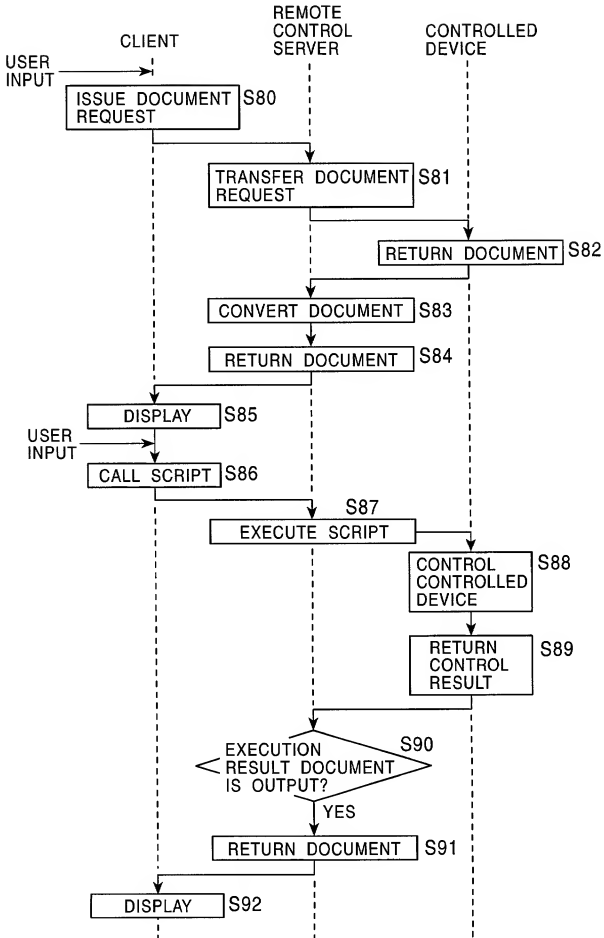 CLIENT
REMOTE
CONTROL
SERVER
CONTROLLED
DEVICE
USER
INPUT
ISSUE DOCUMENT
REQUEST
S80
TRANSFER DOCUMENT
REQUEST
S81
RETURN DOCUMENT
S82
CONVERT DOCUMENT
S83
RETURN DOCUMENT
S84
DISPLAY
S85
USER
INPUT
CALL SCRIPT
S86
S87
EXECUTE SCRIPT
CONTROL
CONTROLLED
DEVICE
S88
RETURN
CONTROL
RESULT
S89
EXECUTION
RESULT DOCUMENT
IS OUTPUT?
S90
YES
RETURN DOCUMENT
S91
DISPLAY
S92